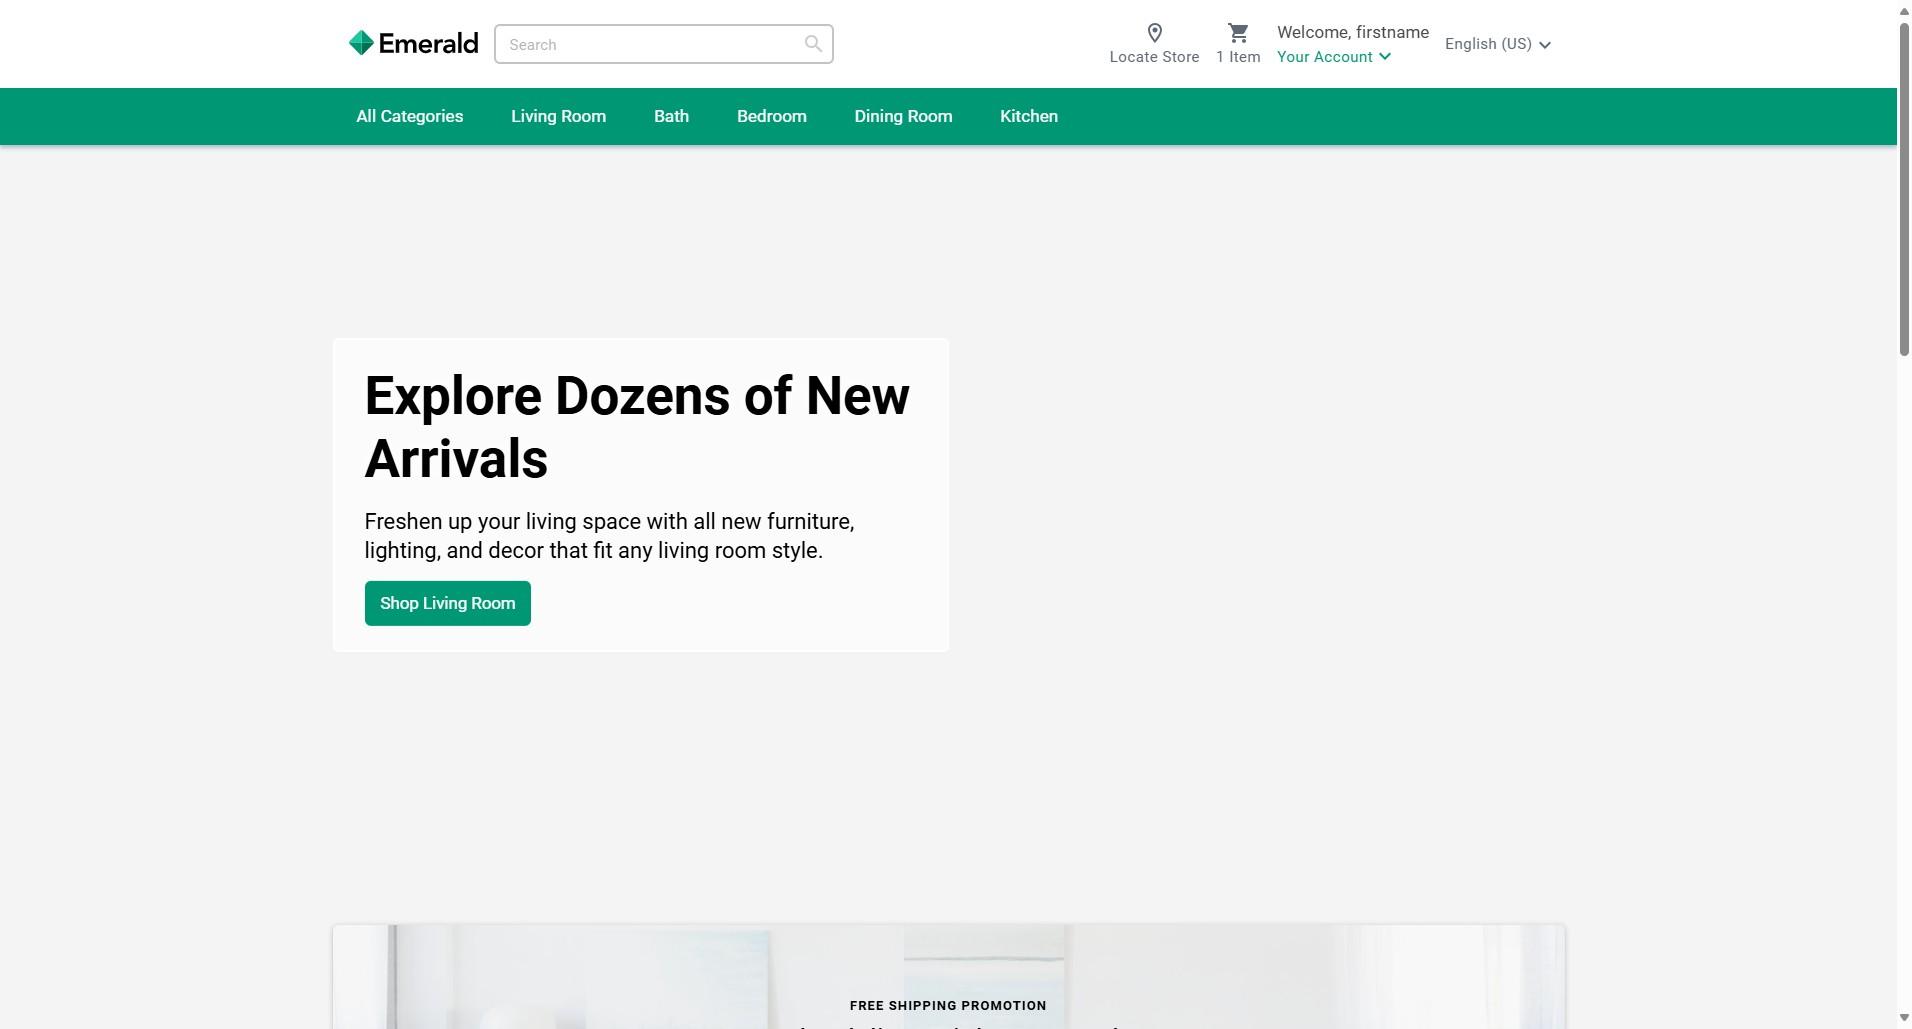 Emerald
Search
Locate Store
1 Item
Welcome, firstname
Your Account
English (US)
All Categories
Living Room
Bath
Bedroom
Dining Room
Kitchen
Explore Dozens of New
Arrivals
Freshen up your living space with all new furniture,
lighting, and decor that fit any living room style.
Shop Living Room
FREE SHIPPING PROMOTION